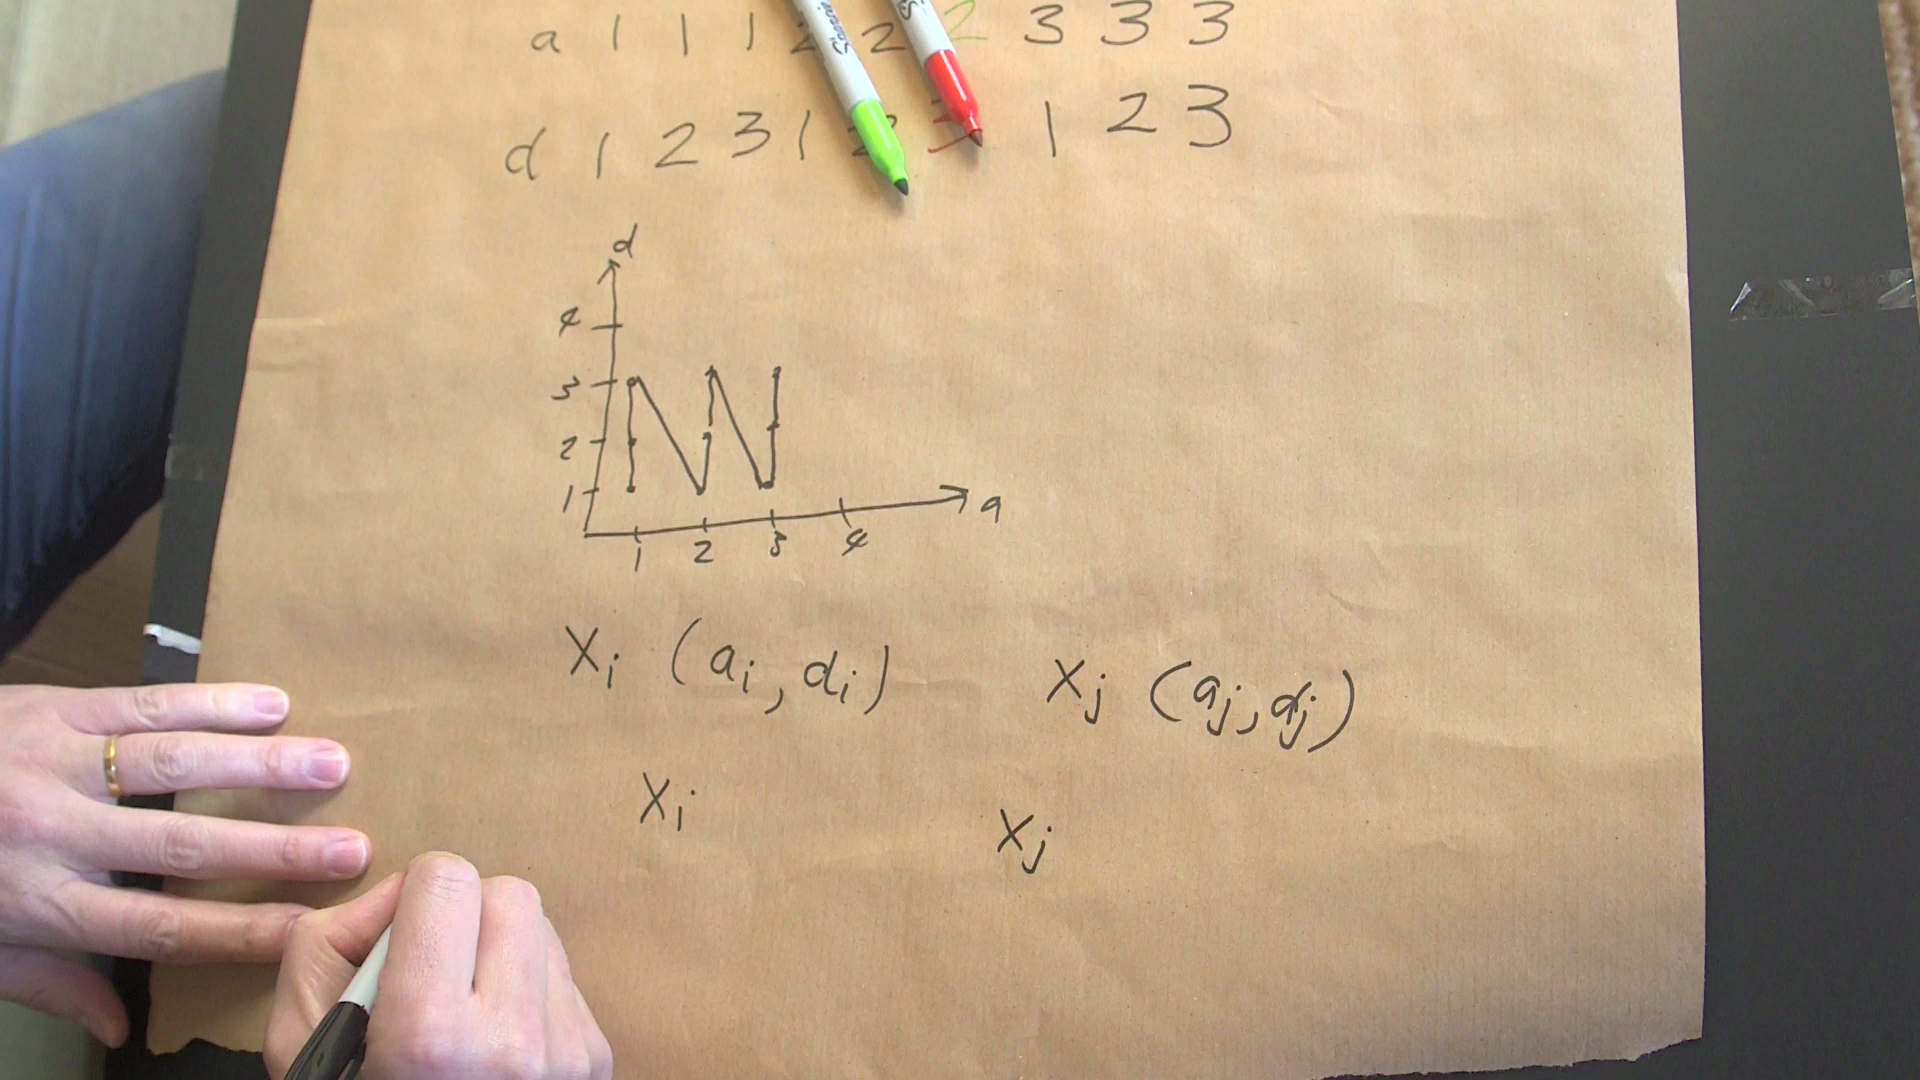 a 1 1 1 2 2 2 3 3 3
d 1 2 3 1 2 3 1 2 3
d
4
3
2
1
a
1 2 3 4
Xi (ai, di) Xj (aj, dj)
Xi Xj